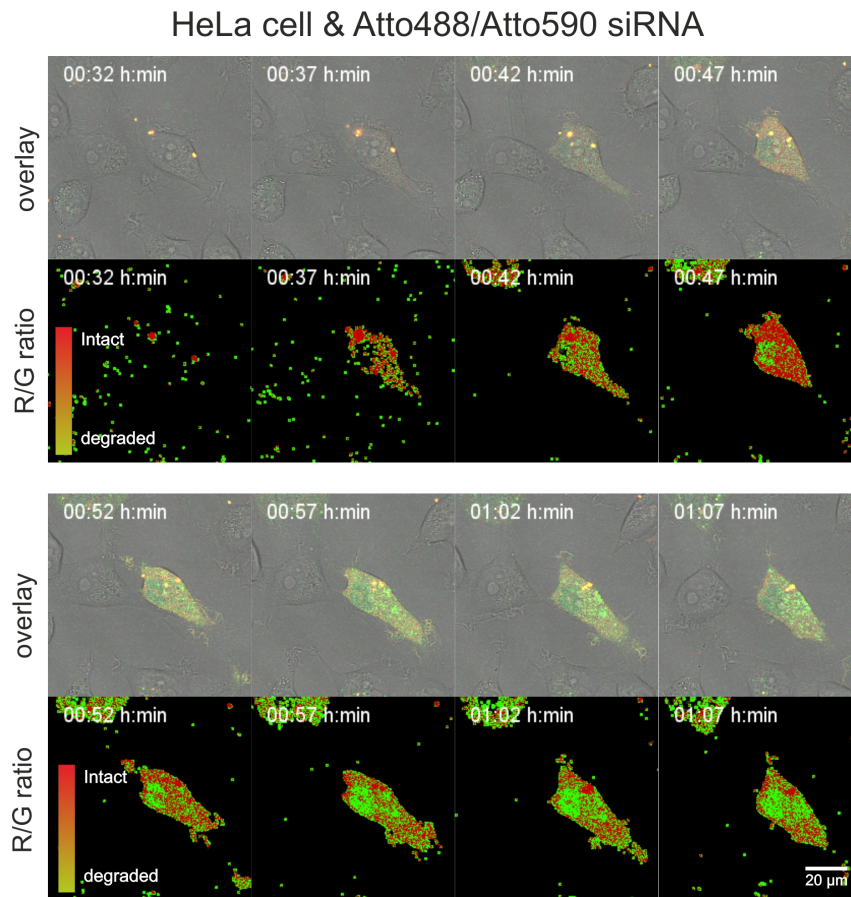 HeLa cell & Atto488/Atto590 siRNA
overlay
00:32 h:min
00:37 h:min
00:42 h:min
00:47 h:min
R/G ratio
00:32 h:min
00:37 h:min
00:42 h:min
00:47 h:min
Intact
degraded
overlay
00:52 h:min
00:57 h:min
01:02 h:min
01:07 h:min
R/G ratio
00:52 h:min
00:57 h:min
01:02 h:min
01:07 h:min
Intact
degraded
20 µm